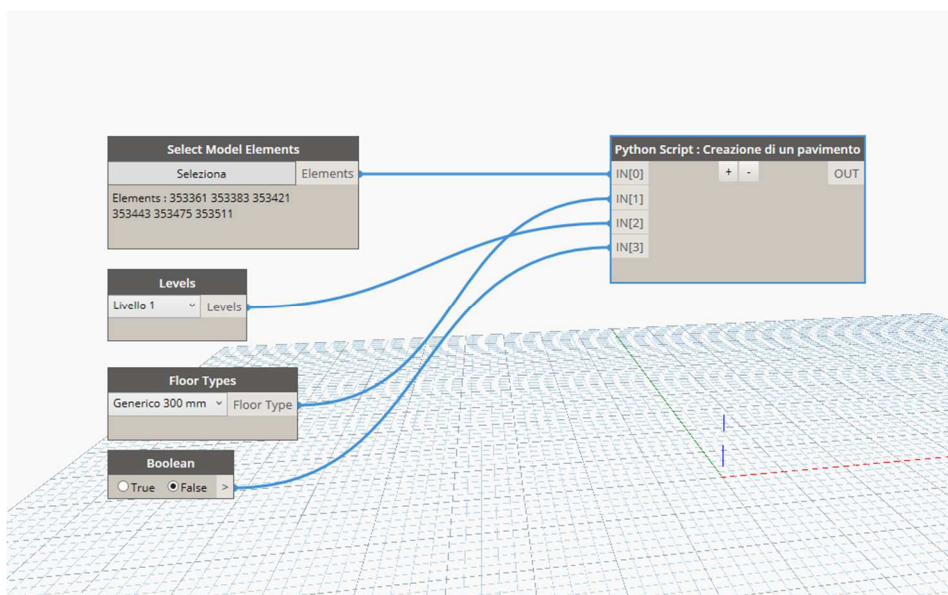 Select Model Elements
Seleziona
Elements
Elements : 353361 353383 353421
353443 353475 353511
Levels
Livello 1
Levels
Floor Types
Generico 300 mm
Floor Type
Boolean
True
False
>
Python Script : Creazione di un pavimento
IN[0]
+
-
OUT
IN[1]
IN[2]
IN[3]